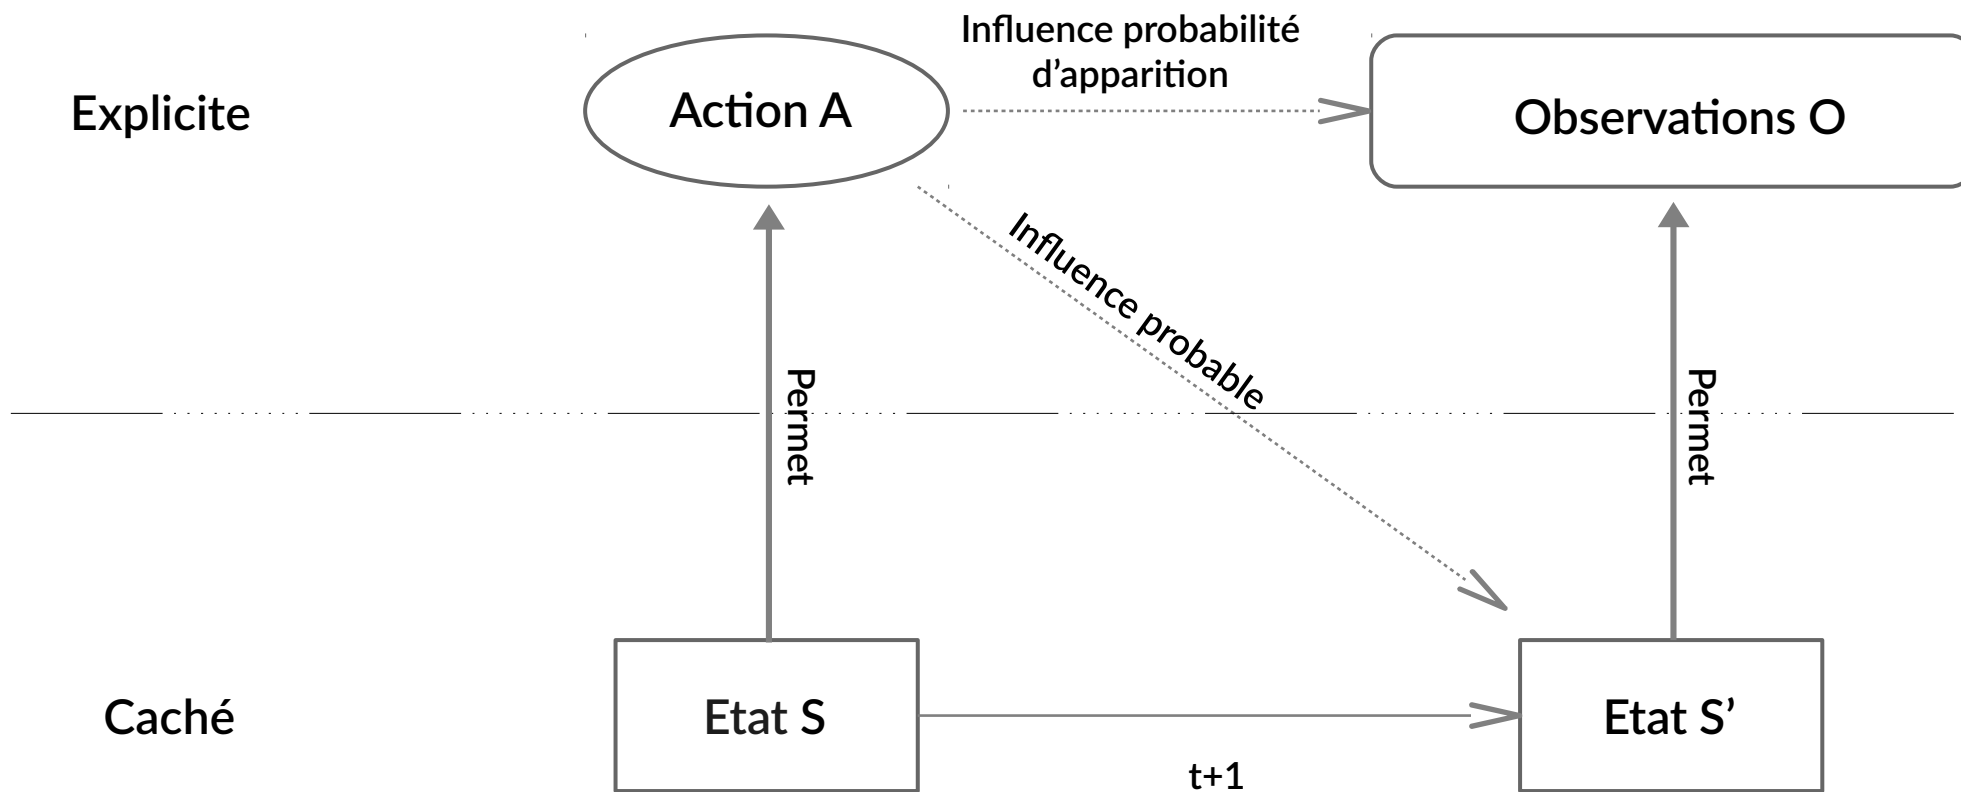 Influence probabilité
d’apparition
Explicite
Action A
Observations O
Influence probable
Permet
Permet
Caché
Etat S
Etat S’
t+1